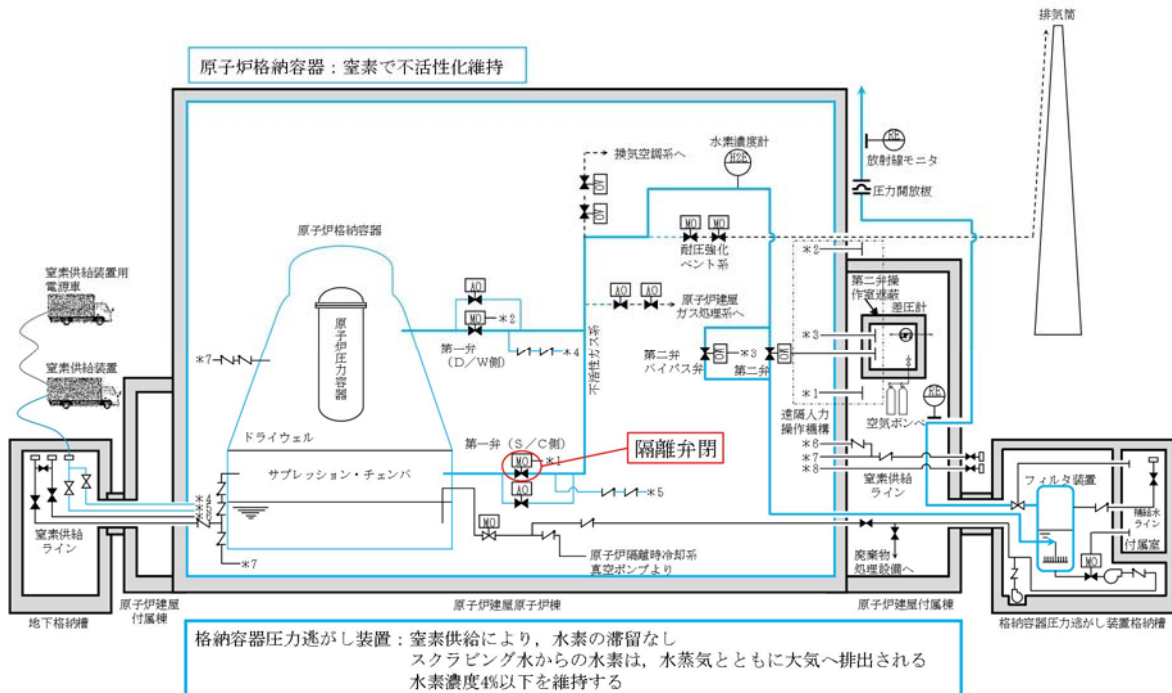 排気筒
原子炉格納容器：窒素で不活性化維持
換気空調系へ
水素濃度計
H2E
RE
放射線モニタ
圧力開放板
AO
AO
MO
MO
耐圧強化
ベント系
原子炉格納容器
原子炉圧力容器
窒素供給装置用
電源車
窒素供給装置
AO
MO
*2
第一弁
(D／W側)
*4
*7
AO
AO
原子炉建屋
ガス処理系へ
不活性ガス系
*2
第二弁操
作室遮蔽
差圧計
*3
第二弁
バイパス弁
*3
第二弁
*1
遠隔人力
操作機構
空気ボンベ
RE
ドライウェル
サプレッション・チェンバ
第一弁（S／C側）
MO
*1
AO
隔離弁閉
*5
*6
*7
*8
窒素供給
ライン
フィルタ装置
ライン
付属室
MO
窒素供給
ライン
*4
*7
MO
原子炉隔離時冷却系
真空ポンプより
廃棄物
処理設備へ
地下格納槽
原子炉建屋
付属棟
原子炉建屋原子炉棟
原子炉建屋付属棟
格納容器圧力逃がし装置格納槽
格納容器圧力逃がし装置：窒素供給により，水素の滞留なし
スクラビング水からの水素は，水蒸気とともに大気へ排出される
水素濃度4%以下を維持する